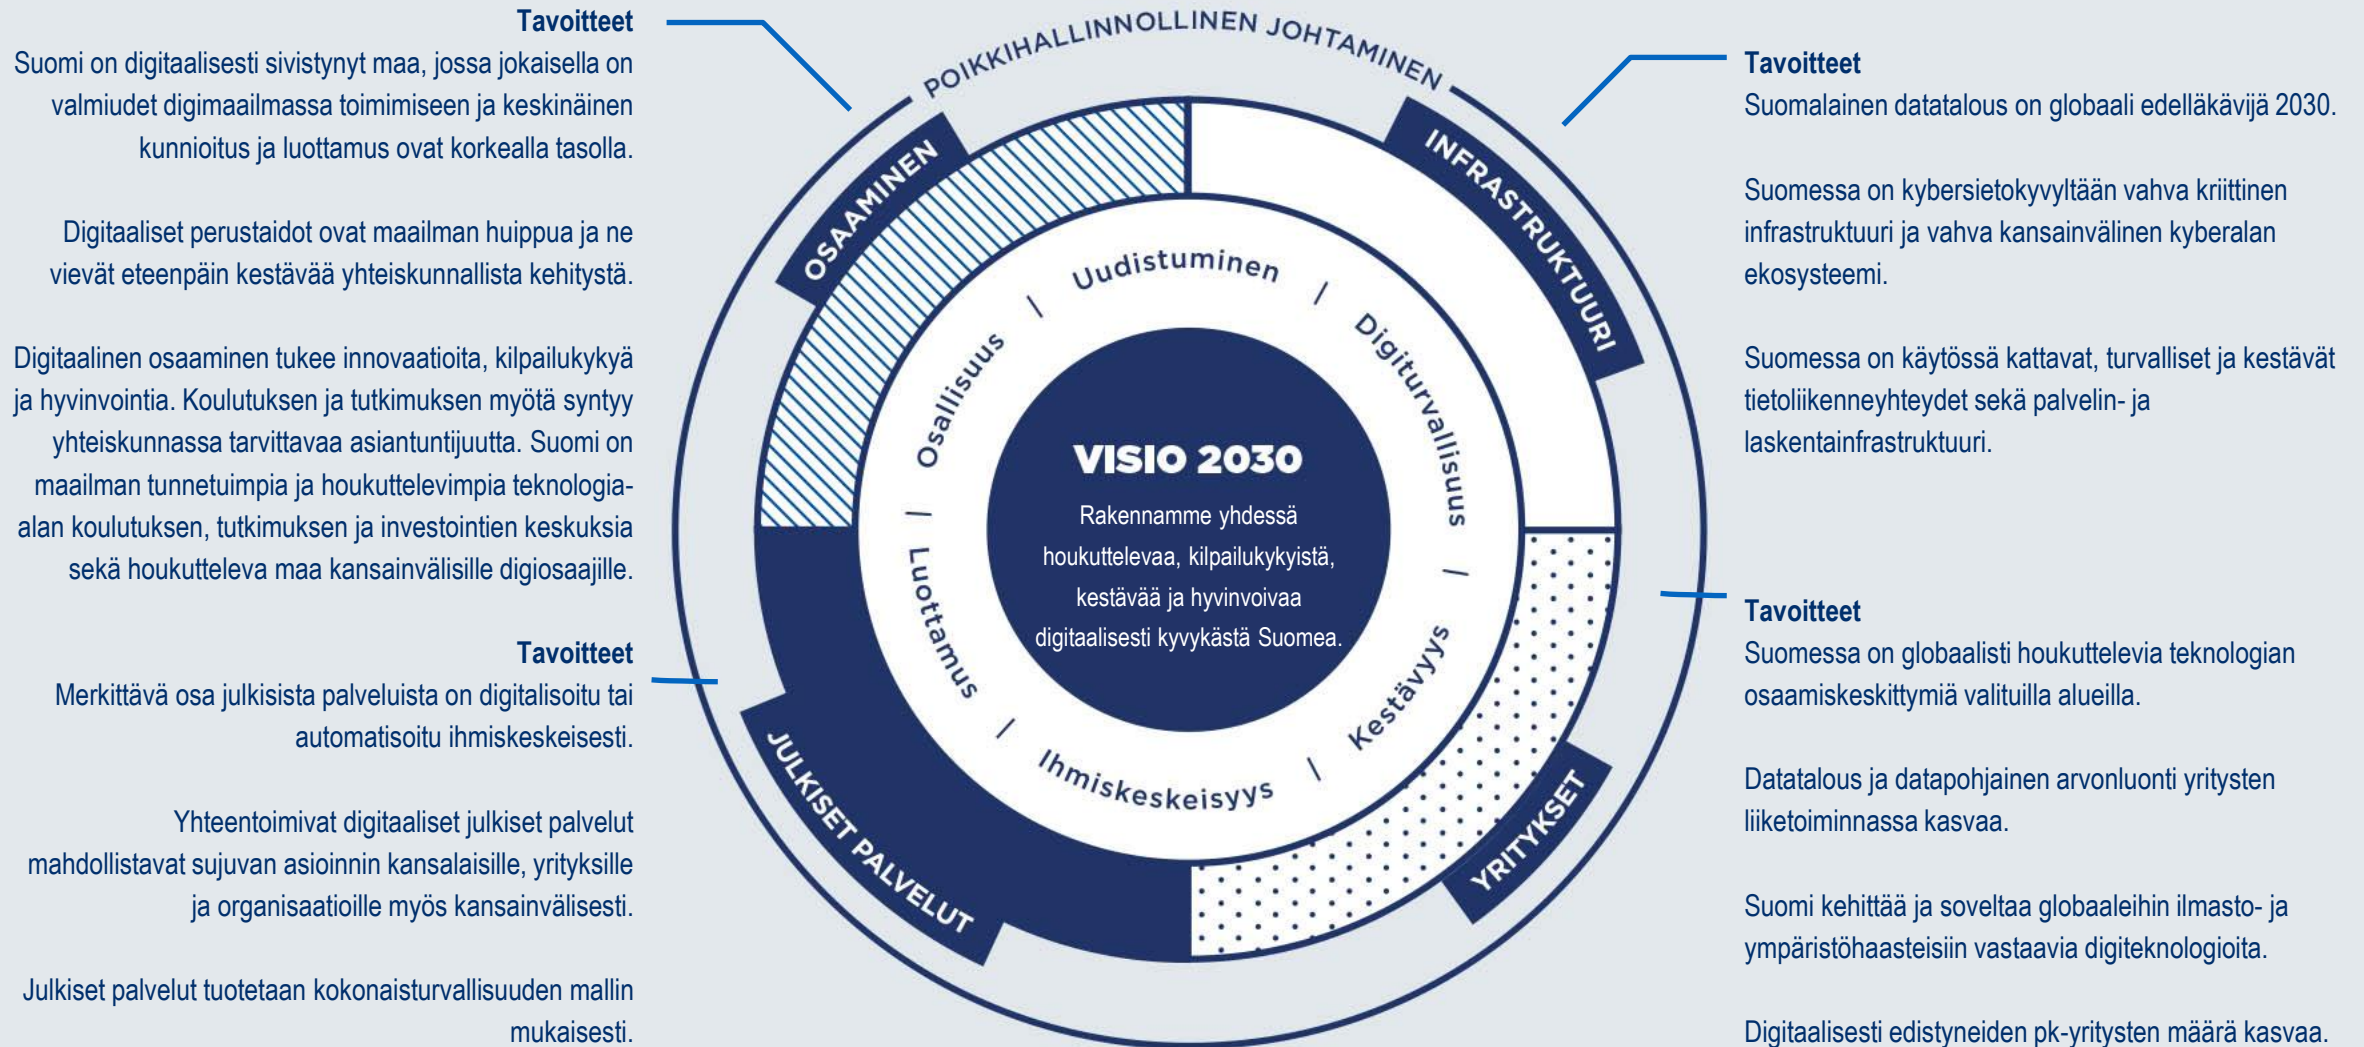 Tavoitteet
Suomi on digitaalisesti sivistynyt maa, jossa jokaisella on
valmiudet digimaailmassa toimimiseen ja keskinäinen
kunnioitus ja luottamus ovat korkealla tasolla.
Digitaaliset perustaidot ovat maailman huippua ja ne
vievät eteenpäin kestävää yhteiskunnallista kehitystä.
Digitaalinen osaaminen tukee innovaatioita, kilpailukykyä
ja hyvinvointia. Koulutuksen ja tutkimuksen myötä syntyy
yhteiskunnassa tarvittavaa asiantuntijuutta. Suomi on
maailman tunnetuimpia ja houkuttelevimpia teknologia-
alan koulutuksen, tutkimuksen ja investointien keskuksia
sekä houkutteleva maa kansainvälisille digiosaajille.
Tavoitteet
Merkittävä osa julkisista palveluista on digitalisoitu tai
automatisoitu ihmiskeskeisesti.
Yhteentoimivat digitaaliset julkiset palvelut
mahdollistavat sujuvan asioinnin kansalaisille, yrityksille
ja organisaatioille myös kansainvälisesti.
Julkiset palvelut tuotetaan kokonaisturvallisuuden mallin
mukaisesti.
POIKKIHALLINNOLLINEN JOHTAMINEN
OSAAMINEN
INFRASTRUKTUURI
YRITYKSET
JULKISET PALVELUT
Uudistuminen
|
Digiturvallisuus
|
Kestävyys
|
Ihmiskeskeisyys
|
Luottamus
|
Osallisuus
|
VISIO 2030
Rakennamme yhdessä
houkuttelevaa, kilpailukykyistä,
kestävää ja hyvinvoivaa
digitaalisesti kyvykästä Suomea.
Tavoitteet
Suomalainen datatalous on globaali edelläkävijä 2030.
Suomessa on kybersietokyvyltään vahva kriittinen
infrastruktuuri ja vahva kansainvälinen kyberalan
ekosysteemi.
Suomessa on käytössä kattavat, turvalliset ja kestävät
tietoliikenneyhteydet sekä palvelin- ja
laskentainfrastruktuuri.
Tavoitteet
Suomessa on globaalisti houkuttelevia teknologian
osaamiskeskittymiä valituilla alueilla.
Datatalous ja datapohjainen arvonluonti yritysten
liiketoiminnassa kasvaa.
Suomi kehittää ja soveltaa globaaleihin ilmasto- ja
ympäristöhaasteisiin vastaavia digiteknologioita.
Digitaalisesti edistyneiden pk-yritysten määrä kasvaa.